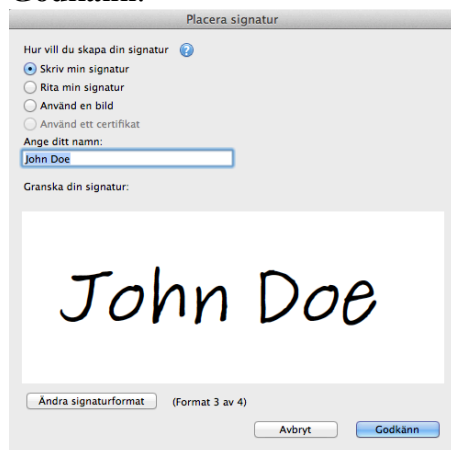 Godkänn.
Placera signatur
Hur vill du skapa din signatur ?
Skriv min signatur
Rita min signatur
Använd en bild
Använd ett certifikat
Ange ditt namn:
John Doe
Granska din signatur:
John Doe
Ändra signaturformat (Format 3 av 4)
Avbryt Godkänn